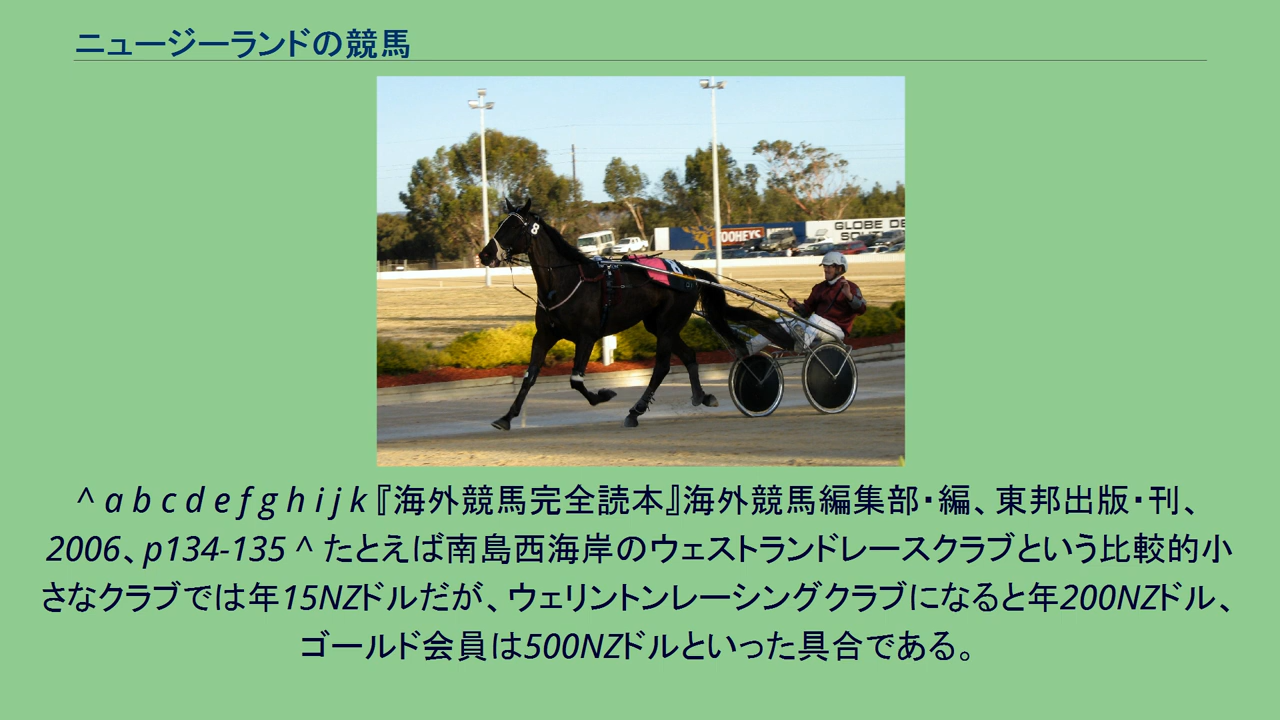 ニュージーランドの競馬
8
8
TOOHEYS
GLOBE DE
SOU
^ a b c d e f g h i j k 『海外競馬完全読本』海外競馬編集部・編、東邦出版・刊、
2006、p134-135 ^ たとえば南島西海岸のウェストランドレースクラブという比較的小
さなクラブでは年15NZドルだが、ウェリントンレーシングクラブになると年200NZドル、
ゴールド会員は500NZドルといった具合である。